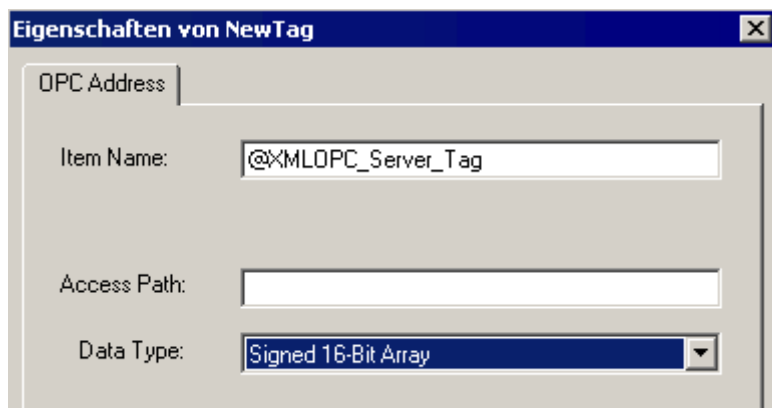 Eigenschaften von NewTag
OPC Address
Item Name: @XMLOPC_Server_Tag
Access Path:
Data Type: Signed 16-Bit Array